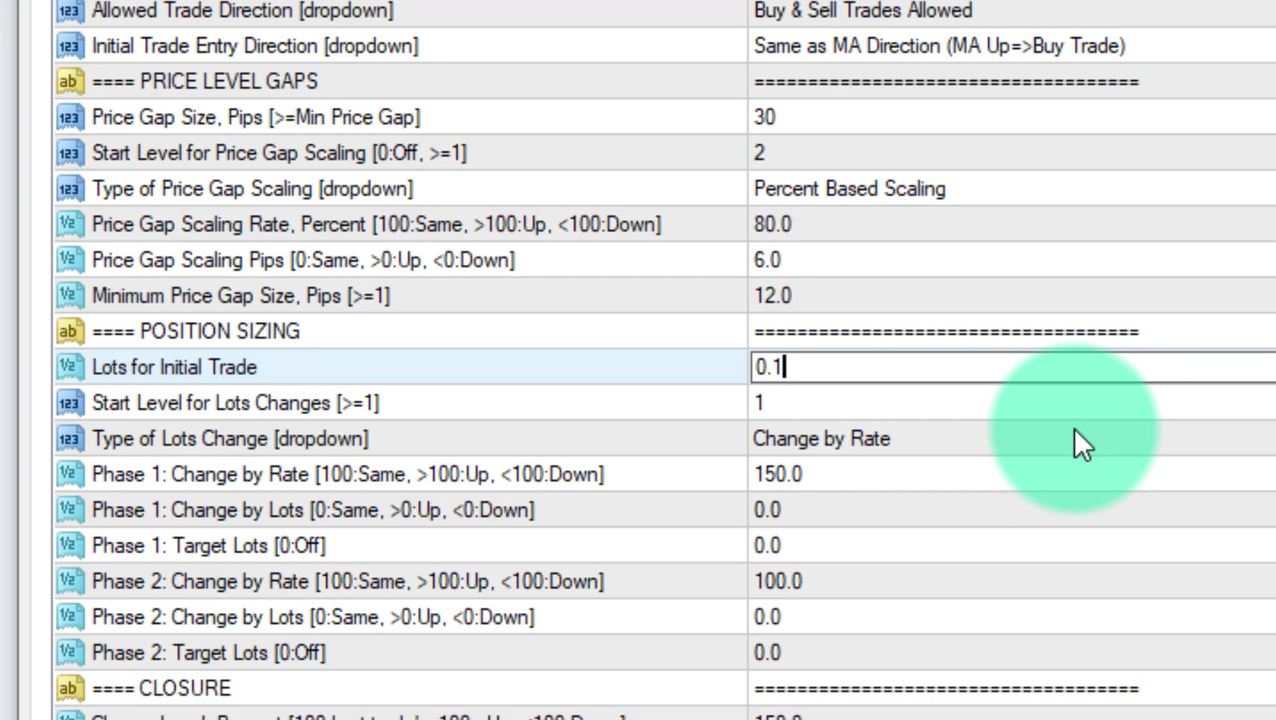 Allowed Trade Direction [dropdown] Buy & Sell Trades Allowed
Initial Trade Entry Direction [dropdown] Same as MA Direction (MA Up=>Buy Trade)
==== PRICE LEVEL GAPS ===================================
Price Gap Size, Pips [>=Min Price Gap] 30
Start Level for Price Gap Scaling [0:Off, >=1] 2
Type of Price Gap Scaling [dropdown] Percent Based Scaling
Price Gap Scaling Rate, Percent [100:Same, >100:Up, <100:Down] 80.0
Price Gap Scaling Pips [0:Same, >0:Up, <0:Down] 6.0
Minimum Price Gap Size, Pips [>=1] 12.0
==== POSITION SIZING ===================================
Lots for Initial Trade 0.1
Start Level for Lots Changes [>=1] 1
Type of Lots Change [dropdown] Change by Rate
Phase 1: Change by Rate [100:Same, >100:Up, <100:Down] 150.0
Phase 1: Change by Lots [0:Same, >0:Up, <0:Down] 0.0
Phase 1: Target Lots [0:Off] 0.0
Phase 2: Change by Rate [100:Same, >100:Up, <100:Down] 100.0
Phase 2: Change by Lots [0:Same, >0:Up, <0:Down] 0.0
Phase 2: Target Lots [0:Off] 0.0
==== CLOSURE ===================================